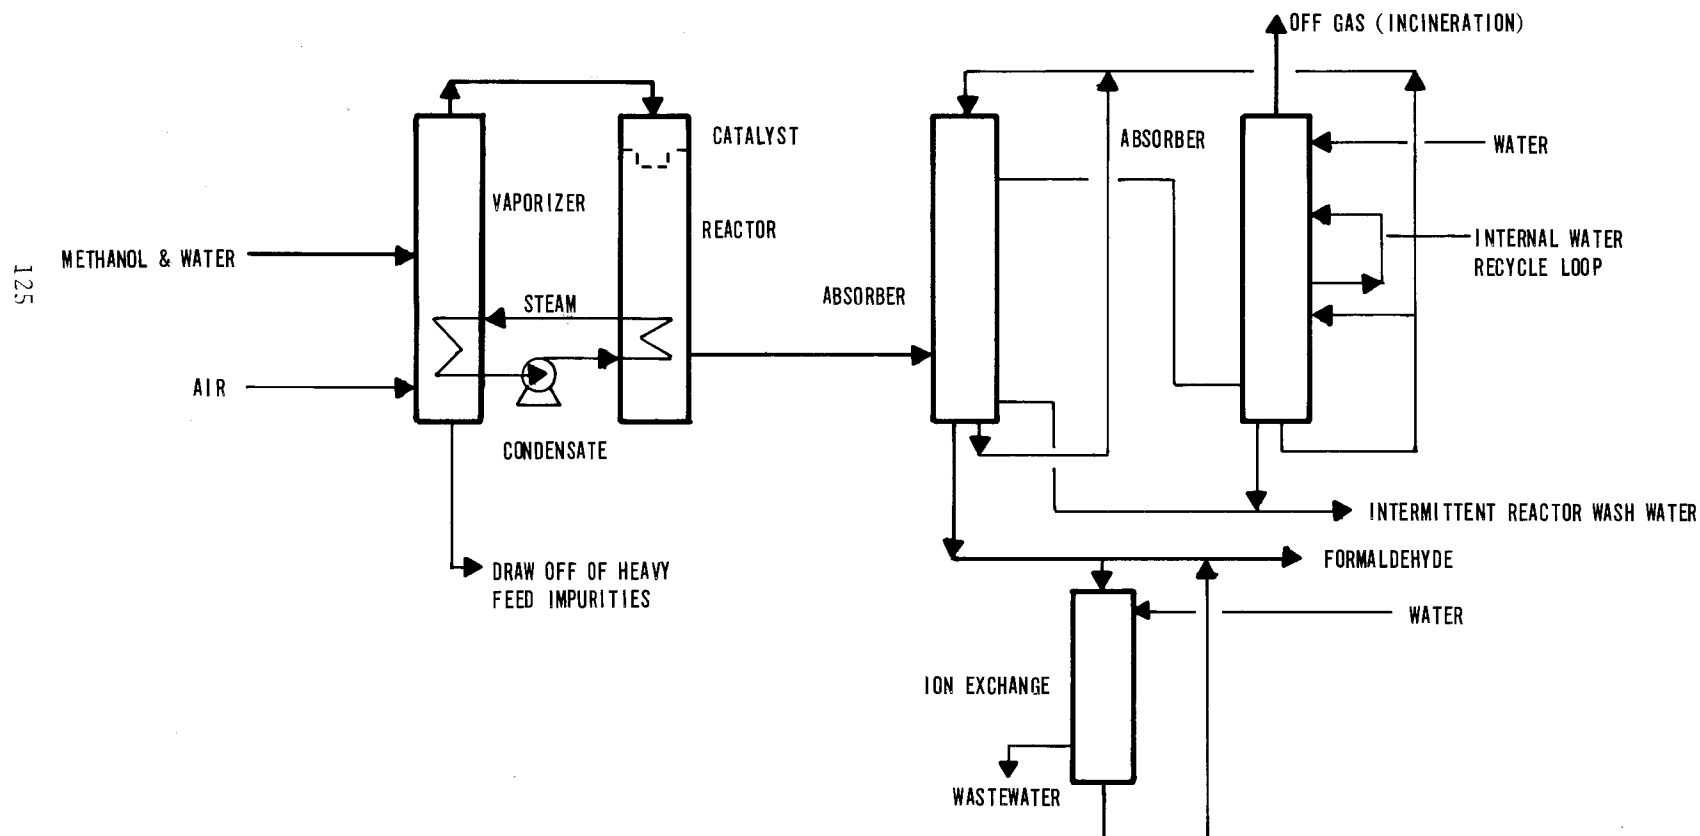 OFF GAS (INCINERATION)
CATALYST
ABSORBER
WATER
VAPORIZER
REACTOR
METHANOL & WATER
INTERNAL WATER
RECYCLE LOOP
125
STEAM
ABSORBER
AIR
CONDENSATE
INTERMITTENT REACTOR WASH WATER
DRAW OFF OF HEAVY
FEED IMPURITIES
FORMALDEHYDE
WATER
ION EXCHANGE
WASTEWATER